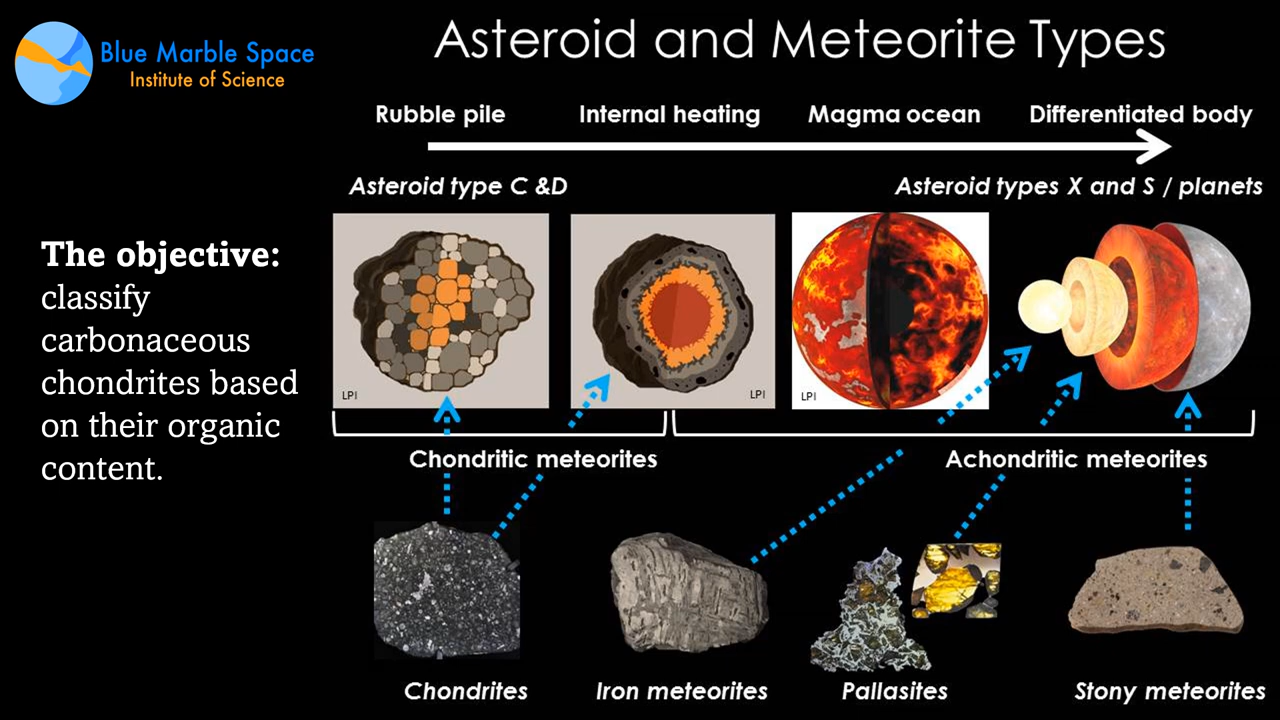 Blue Marble Space
Institute of Science
Asteroid and Meteorite Types
Rubble pile
Internal heating
Magma ocean
Differentiated body
Asteroid type C &D
Asteroid types X and S / planets
The objective:
classify
carbonaceous
chondrites based
on their organic
content.
LPI
LPI
LPI
Chondritic meteorites
Achondritic meteorites
Chondrites
Iron meteorites
Pallasites
Stony meteorites